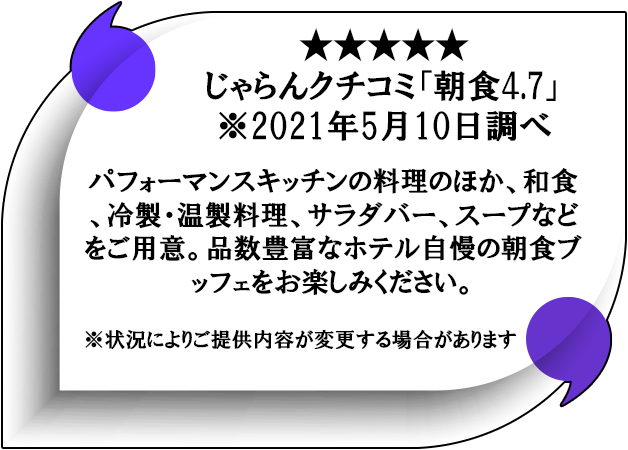 ★★★★★
じゃらんクチコミ「朝食4.7」
※2021年5月10日調べ
パフォーマンスキッチンの料理のほか、和食
、冷製・温製料理、サラダバー、スープなど
をご用意。品数豊富なホテル自慢の朝食ブ
ッフェをお楽しみください。
※状況によりご提供内容が変更する場合があります